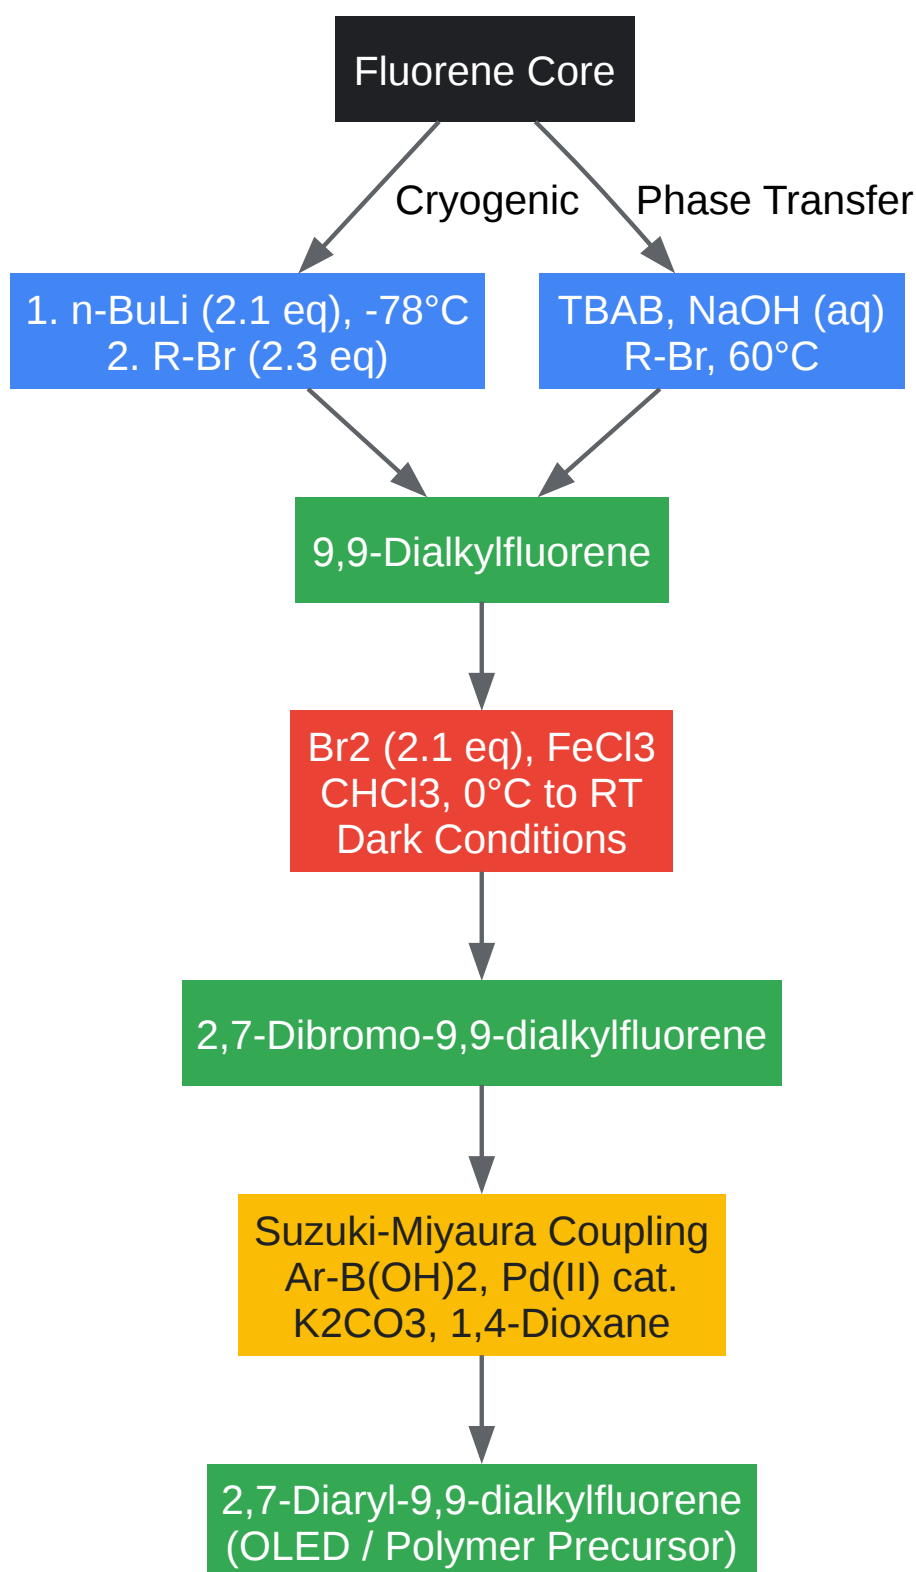 Fluorene Core
Cryogenic
Phase Transfer
1. n-BuLi (2.1 eq), -78°C
2. R-Br (2.3 eq)
TBAB, NaOH (aq)
R-Br, 60°C
9,9-Dialkylfluorene
Br2 (2.1 eq), FeCl3
CHCl3, 0°C to RT
Dark Conditions
2,7-Dibromo-9,9-dialkylfluorene
Suzuki-Miyaura Coupling
Ar-B(OH)2, Pd(II) cat.
K2CO3, 1,4-Dioxane
2,7-Diaryl-9,9-dialkylfluorene
(OLED / Polymer Precursor)